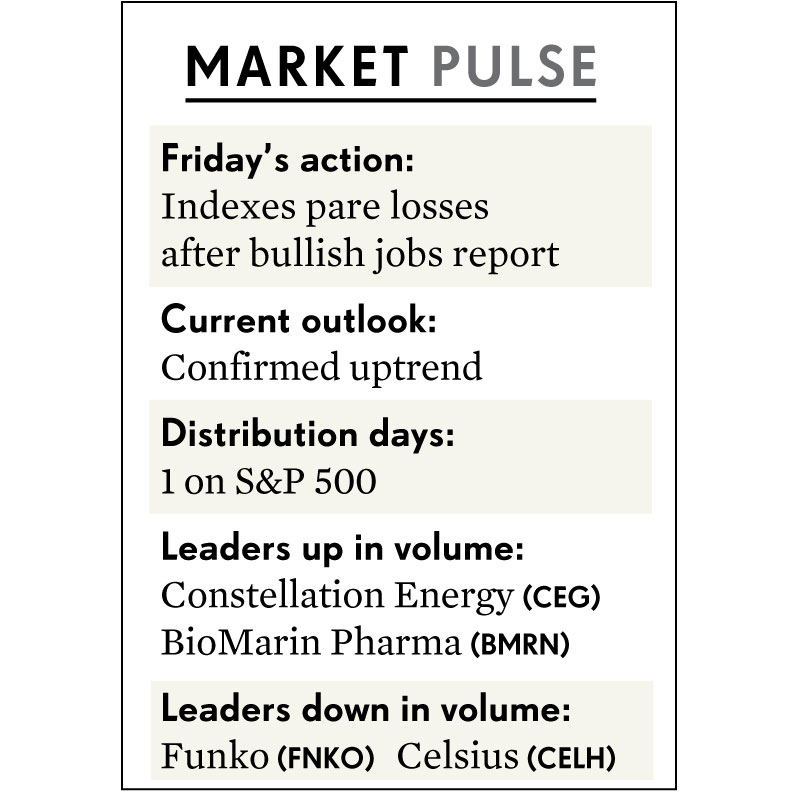 MARKET PULSE
Friday’s action:
Indexes pare losses
after bullish jobs report
Current outlook:
Confirmed uptrend
Distribution days:
1 on S&P 500
Leaders up in volume:
Constellation Energy (CEG)
BioMarin Pharma (BMRN)
Leaders down in volume:
Funko (FNKO) Celsius (CELH)